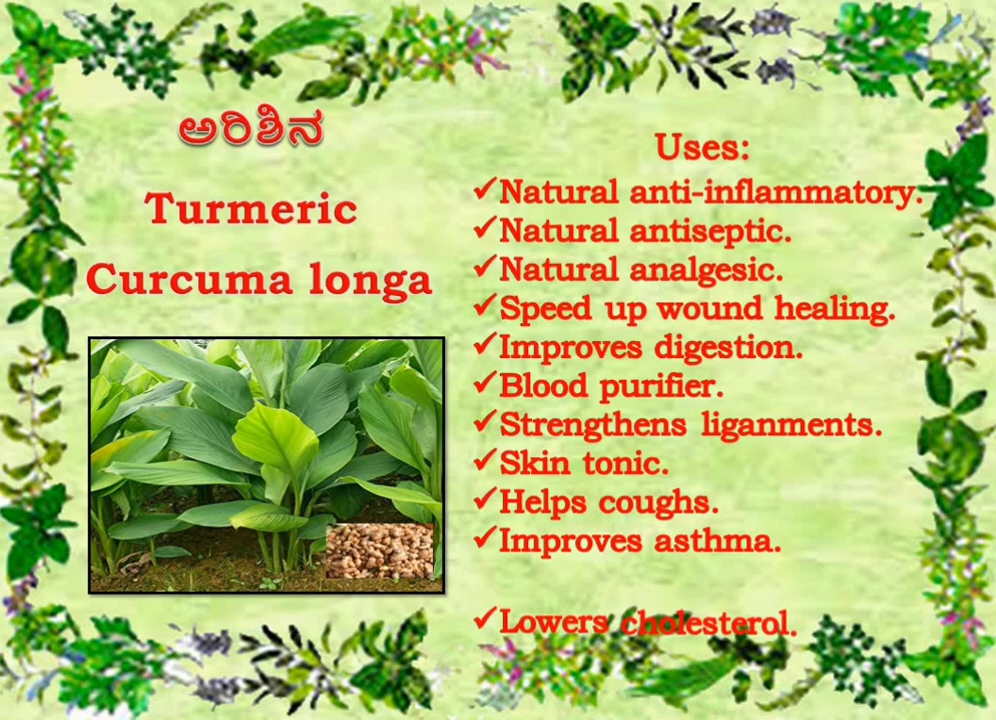 ಅರಿಶಿನ
Turmeric
Curcuma longa
Uses:
✓Natural anti-inflammatory.
✓Natural antiseptic.
✓Natural analgesic.
✓Speed up wound healing.
✓Improves digestion.
✓Blood purifier.
✓Strengthens liganments.
✓Skin tonic.
✓Helps coughs.
✓Improves asthma.
✓Lowers cholesterol.